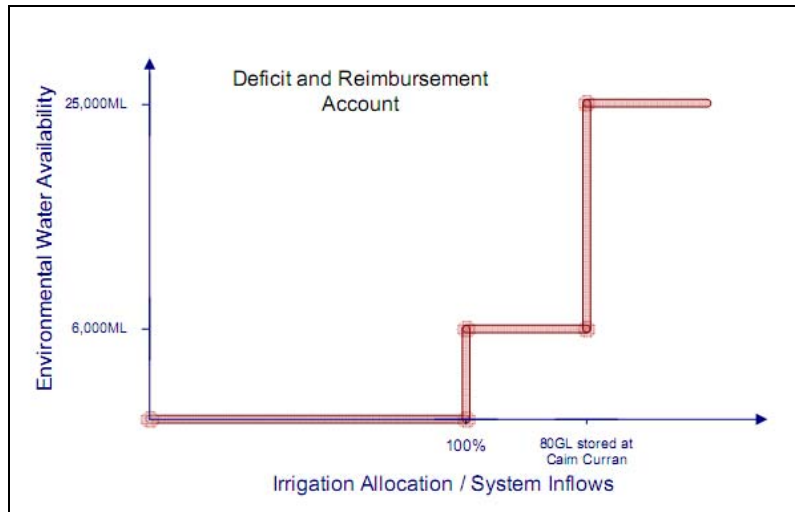 Deficit and Reimbursement
Account
Environmental Water Availability
25,000ML
6,000ML
100%
80GL stored at
Cairn Curran
Irrigation Allocation / System Inflows